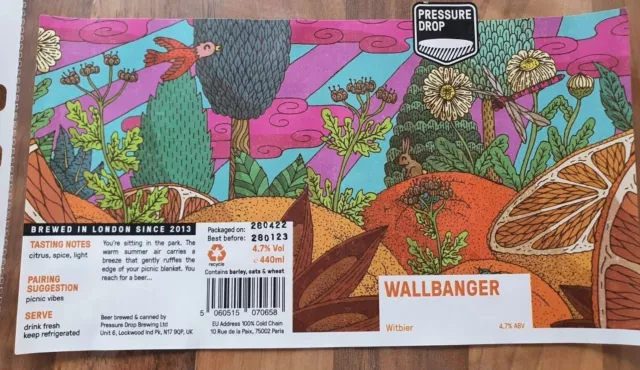 PRESSURE
DROP
BREWED IN LONDON SINCE 2013
TASTING NOTES
citrus, spice, light
PAIRING
SUGGESTION
picnic vibes
SERVE
drink fresh
keep refrigerated
You're sitting in the park. The
warm summer air carries a
breeze that gently ruffles the
edge of your picnic blanket. You
reach for a beer...
Beer brewed & canned by
Pressure Drop Brewing Ltd
Unit 6, Lockwood Ind Pk, N17 9QP, UK
Packaged on: 280422
Best before: 280123
recycle
4.7% Vol
e 440ml
Contains barley, oats & wheat
5 060515 070658
EU Address 100% Cold Chain
10 Rue de la Paix, 75002 Paris
WALLBANGER
Witbier
4.7% ABV